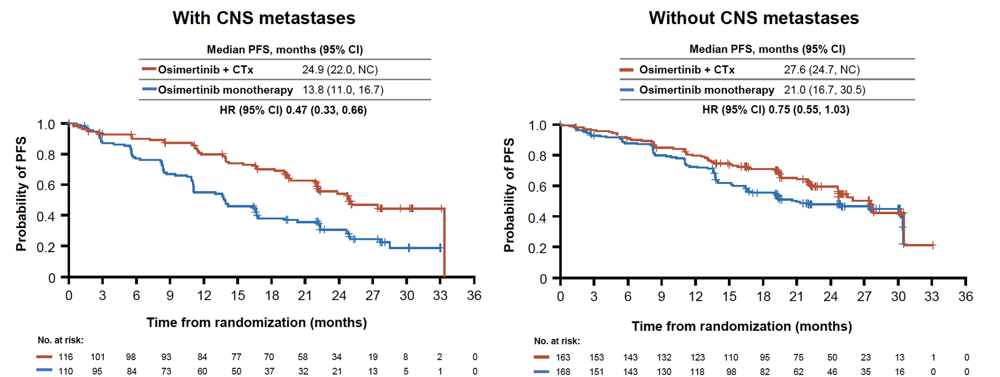 With CNS metastases
Median PFS, months (95% CI)
Osimertinib + CTx 24.9 (22.0, NC)
Osimertinib monotherapy 13.8 (11.0, 16.7)
HR (95% CI) 0.47 (0.33, 0.66)
Probability of PFS
1.0
0.8
0.6
0.4
0.2
0
0 3 6 9 12 15 18 21 24 27 30 33 36
Time from randomization (months)
No. at risk:
116 101 98 93 84 77 70 58 34 19 8 2 0
110 95 84 73 60 50 37 32 21 13 5 1 0
Without CNS metastases
Median PFS, months (95% CI)
Osimertinib + CTx 27.6 (24.7, NC)
Osimertinib monotherapy 21.0 (16.7, 30.5)
HR (95% CI) 0.75 (0.55, 1.03)
Probability of PFS
1.0
0.8
0.6
0.4
0.2
0
0 3 6 9 12 15 18 21 24 27 30 33 36
Time from randomization (months)
No. at risk:
163 153 143 132 123 110 95 75 50 23 13 1 0
168 151 143 130 118 98 82 62 46 35 16 0 0